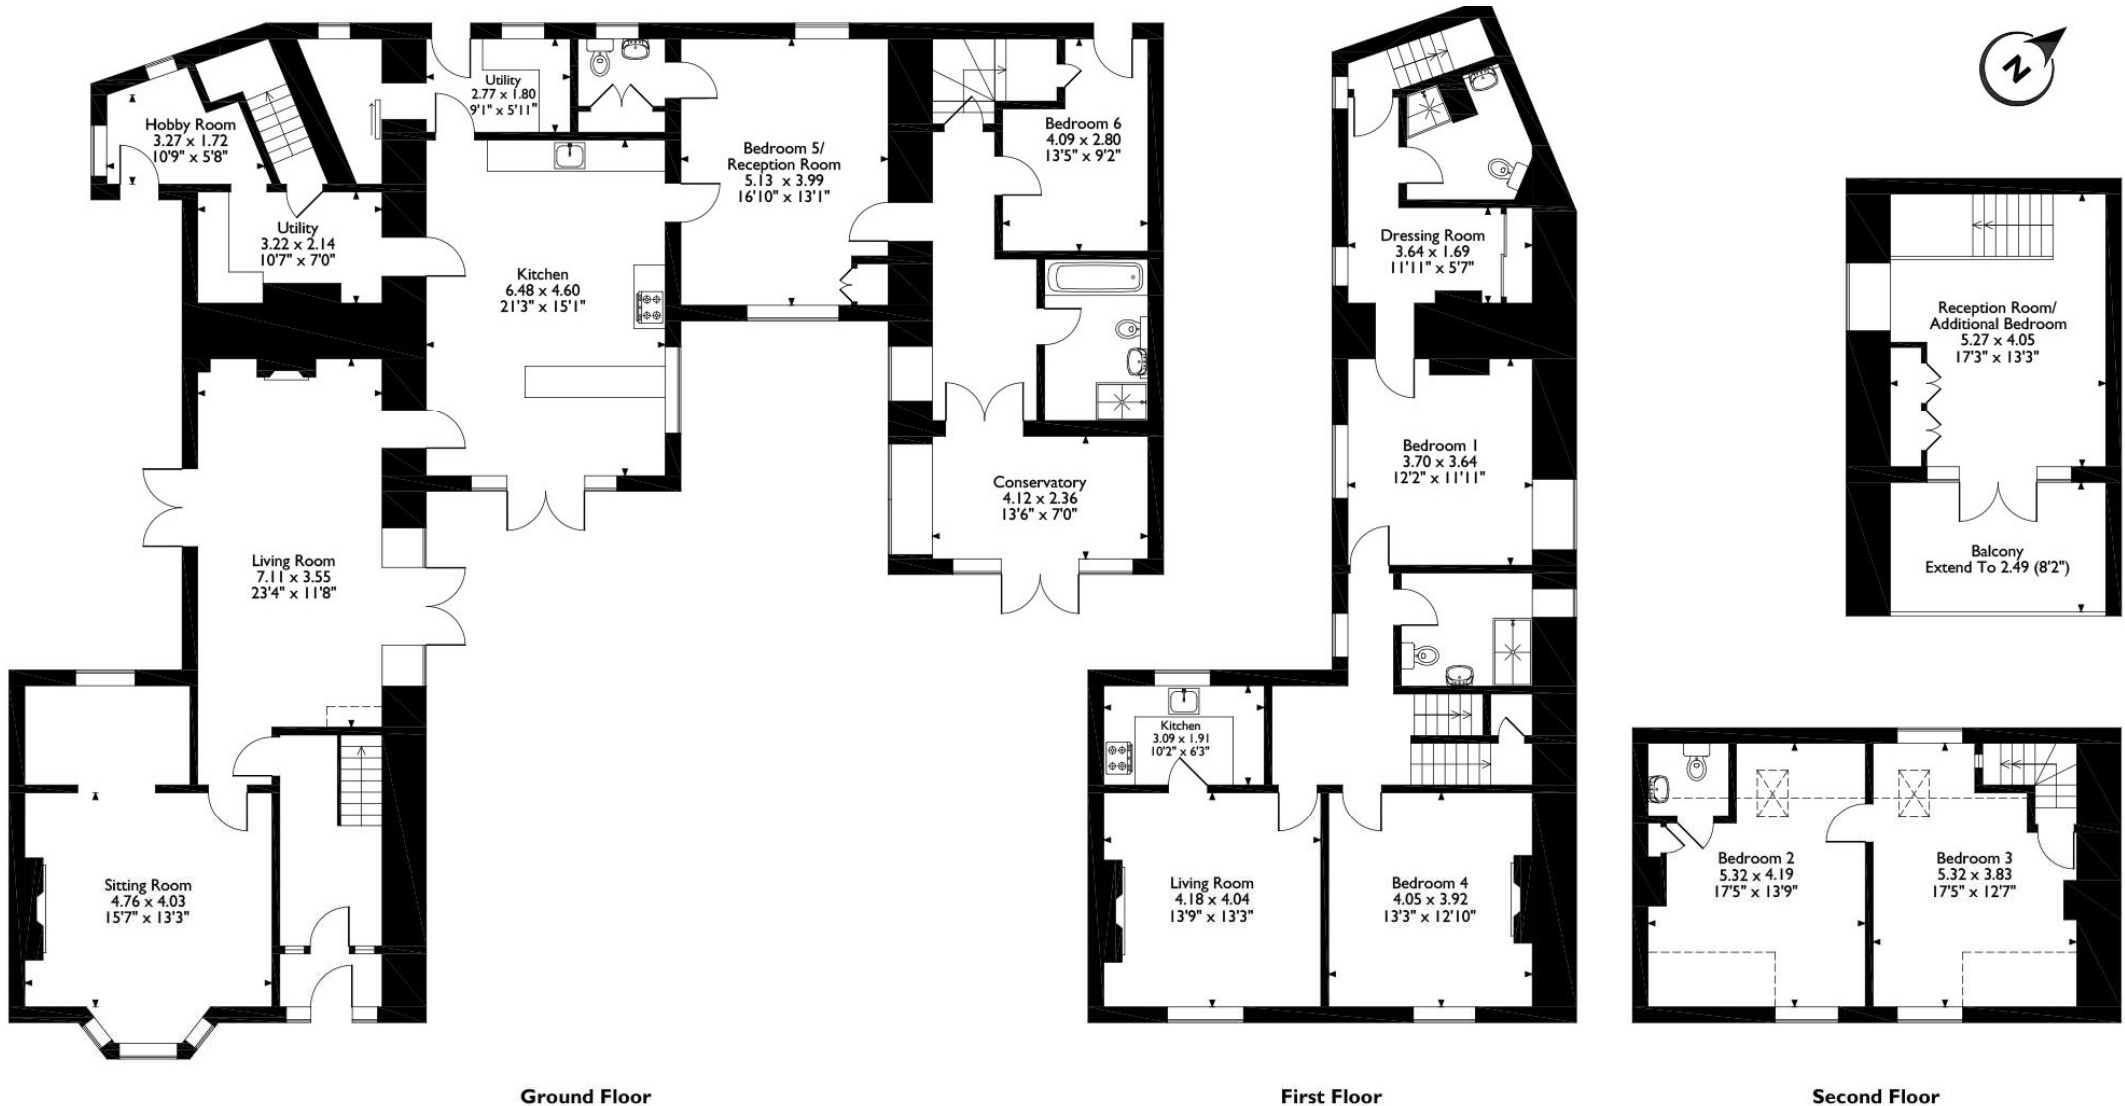 Hobby Room
3.27 x 1.72
10'9" x 5'8"
Utility
2.77 x 1.80
9'1" x 5'11"
Utility
3.22 x 2.14
10'7" x 7'0"
Kitchen
6.48 x 4.60
21'3" x 15'1"
Bedroom 5/
Reception Room
5.13 x 3.99
16'10" x 13'1"
Bedroom 6
4.09 x 2.80
13'5" x 9'2"
Conservatory
4.12 x 2.36
13'6" x 7'0"
Living Room
7.11 x 3.55
23'4" x 11'8"
Sitting Room
4.76 x 4.03
15'7" x 13'3"
Ground Floor
Dressing Room
3.64 x 1.69
11'11" x 5'7"
Bedroom 1
3.70 x 3.64
12'2" x 11'11"
Kitchen
3.09 x 1.91
10'2" x 6'3"
Living Room
4.18 x 4.04
13'9" x 13'3"
Bedroom 4
4.05 x 3.92
13'3" x 12'10"
First Floor
N
Reception Room/
Additional Bedroom
5.27 x 4.05
17'3" x 13'3"
Balcony
Extend To 2.49 (8'2")
Bedroom 2
5.32 x 4.19
17'5" x 13'9"
Bedroom 3
5.32 x 3.83
17'5" x 12'7"
Second Floor